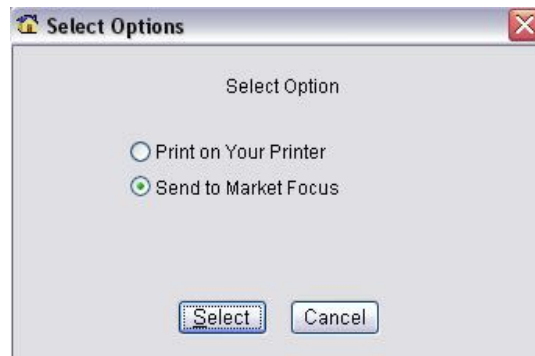 Select Options
Select Option
Print on Your Printer
Send to Market Focus
Select Cancel